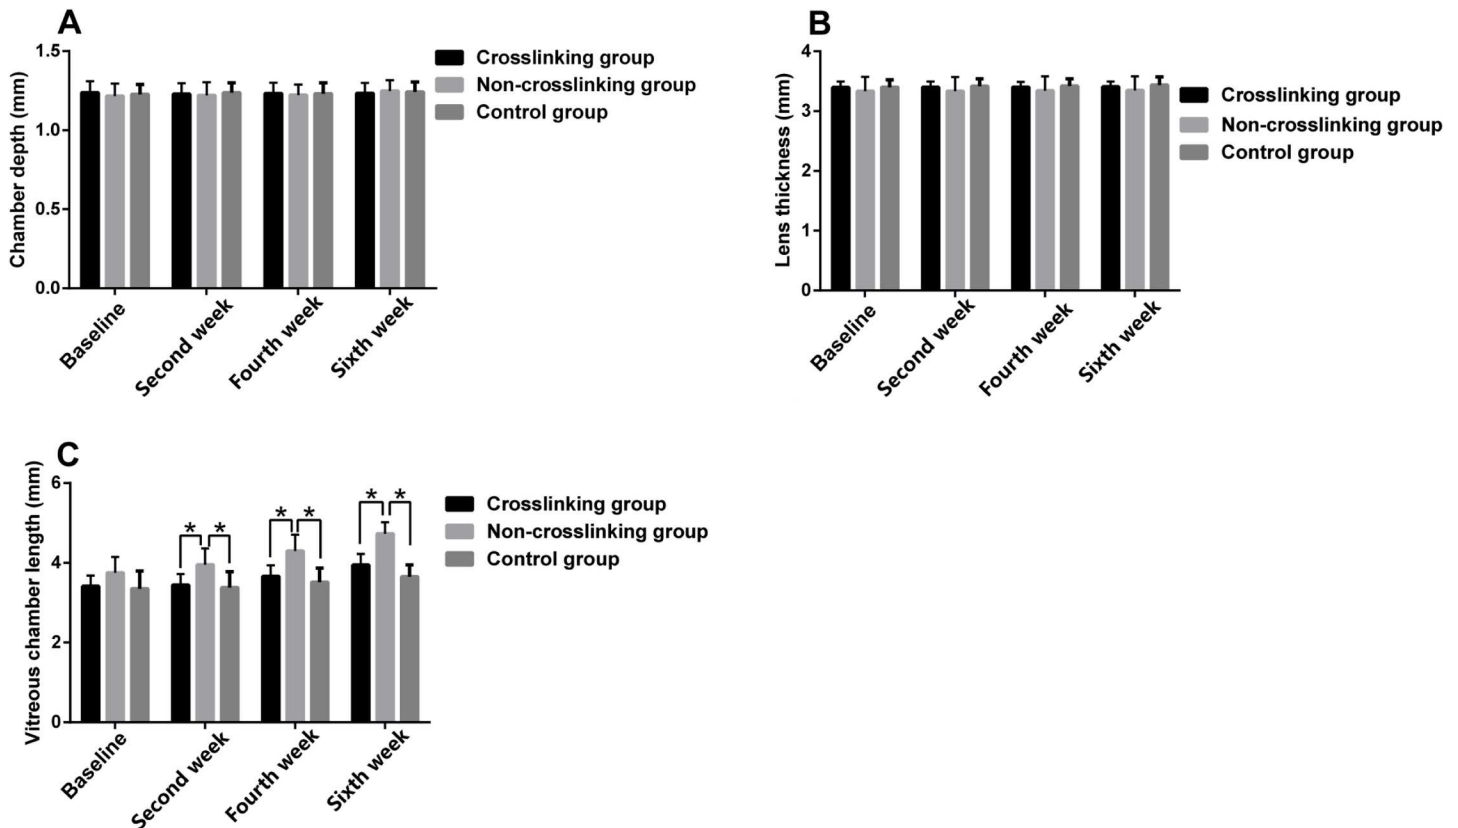 A
Chamber depth (mm)
1.5
1.0
0.5
0.0
Baseline
Second week
Fourth week
Sixth week
Crosslinking group
Non-crosslinking group
Control group
B
Lens thickness (mm)
4
3
2
1
0
Baseline
Second week
Fourth week
Sixth week
Crosslinking group
Non-crosslinking group
Control group
C
Vitreous chamber length (mm)
6
4
2
0
* *
* *
* *
Baseline
Second week
Fourth week
Sixth week
Crosslinking group
Non-crosslinking group
Control group